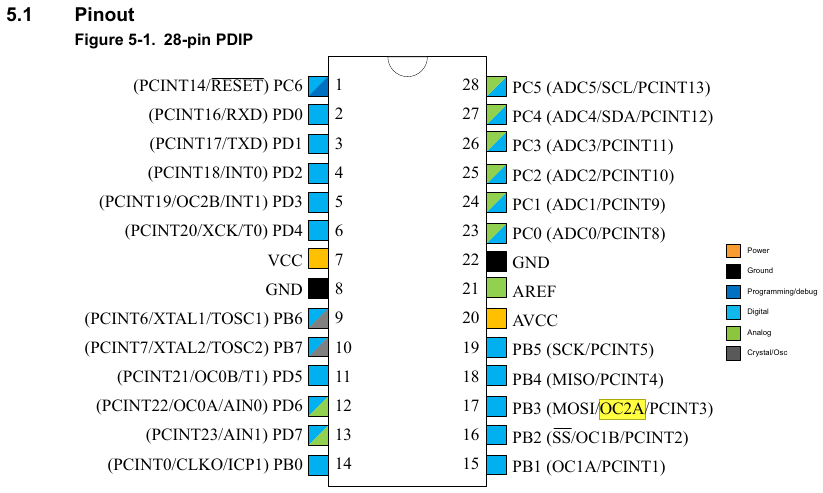 5.1 Pinout
Figure 5-1. 28-pin PDIP
(PCINT14/RESET) PC6 1
(PCINT16/RXD) PD0 2
(PCINT17/TXD) PD1 3
(PCINT18/INT0) PD2 4
(PCINT19/OC2B/INT1) PD3 5
(PCINT20/XCK/T0) PD4 6
VCC 7
GND 8
(PCINT6/XTAL1/TOSC1) PB6 9
(PCINT7/XTAL2/TOSC2) PB7 10
(PCINT21/OC0B/T1) PD5 11
(PCINT22/OC0A/AIN0) PD6 12
(PCINT23/AIN1) PD7 13
(PCINT0/CLKO/ICP1) PB0 14
28 PC5 (ADC5/SCL/PCINT13)
27 PC4 (ADC4/SDA/PCINT12)
26 PC3 (ADC3/PCINT11)
25 PC2 (ADC2/PCINT10)
24 PC1 (ADC1/PCINT9)
23 PC0 (ADC0/PCINT8)
22 GND
21 AREF
20 AVCC
19 PB5 (SCK/PCINT5)
18 PB4 (MISO/PCINT4)
17 PB3 (MOSI/OC2A/PCINT3)
16 PB2 (SS/OC1B/PCINT2)
15 PB1 (OC1A/PCINT1)
Power
Ground
Programming/debug
Digital
Analog
Crystal/Osc